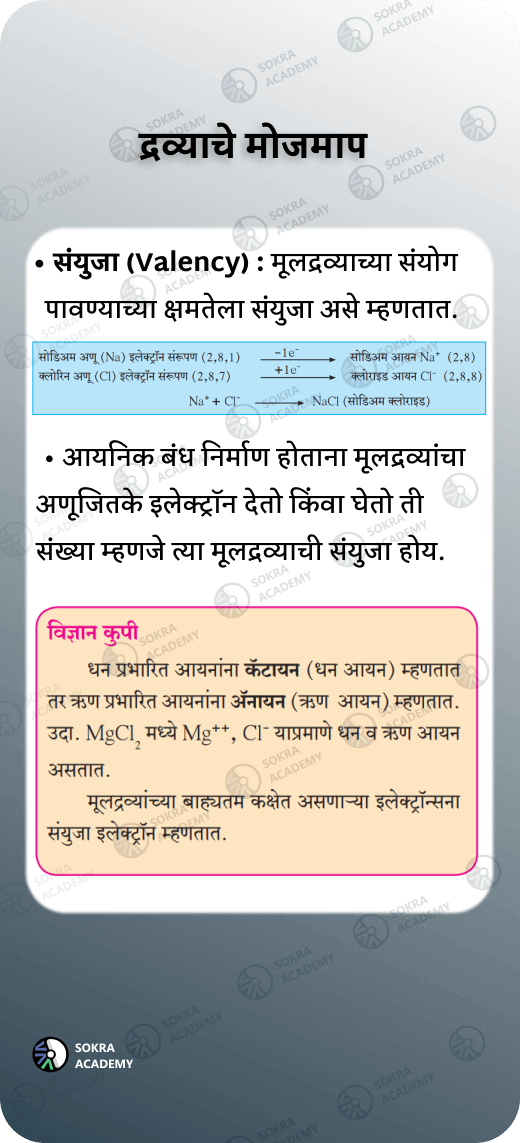 द्रव्याचे मोजमाप
• संयुजा (Valency) : मूलद्रव्याच्या संयोग
पावण्याच्या क्षमतेला संयुजा असे म्हणतात.
सोडिअम अणू (Na) इलेक्ट्रॉन संरूपण (2,8,1) –1e⁻ सोडिअम आयन Na⁺ (2,8)
क्लोरिन अणू (Cl) इलेक्ट्रॉन संरूपण (2,8,7) +1e⁻ क्लोराइड आयन Cl⁻ (2,8,8)
Na⁺ + Cl⁻ ⟶ NaCl (सोडिअम क्लोराइड)
• आयनिक बंध निर्माण होताना मूलद्रव्यांचा
अणूजितके इलेक्ट्रॉन देतो किंवा घेतो ती
संख्या म्हणजे त्या मूलद्रव्याची संयुजा होय.
विज्ञान कुपी
धन प्रभारित आयनांना कॅटायन (धन आयन) म्हणतात
तर ऋण प्रभारित आयनांना ॲनायन (ऋण आयन) म्हणतात.
उदा. MgCl₂ मध्ये Mg⁺⁺, Cl⁻ याप्रमाणे धन व ऋण आयन
असतात.
मूलद्रव्यांच्या बाह्यतम कक्षेत असणाऱ्या इलेक्ट्रॉन्सना
संयुजा इलेक्ट्रॉन म्हणतात.
SOKRA
ACADEMY